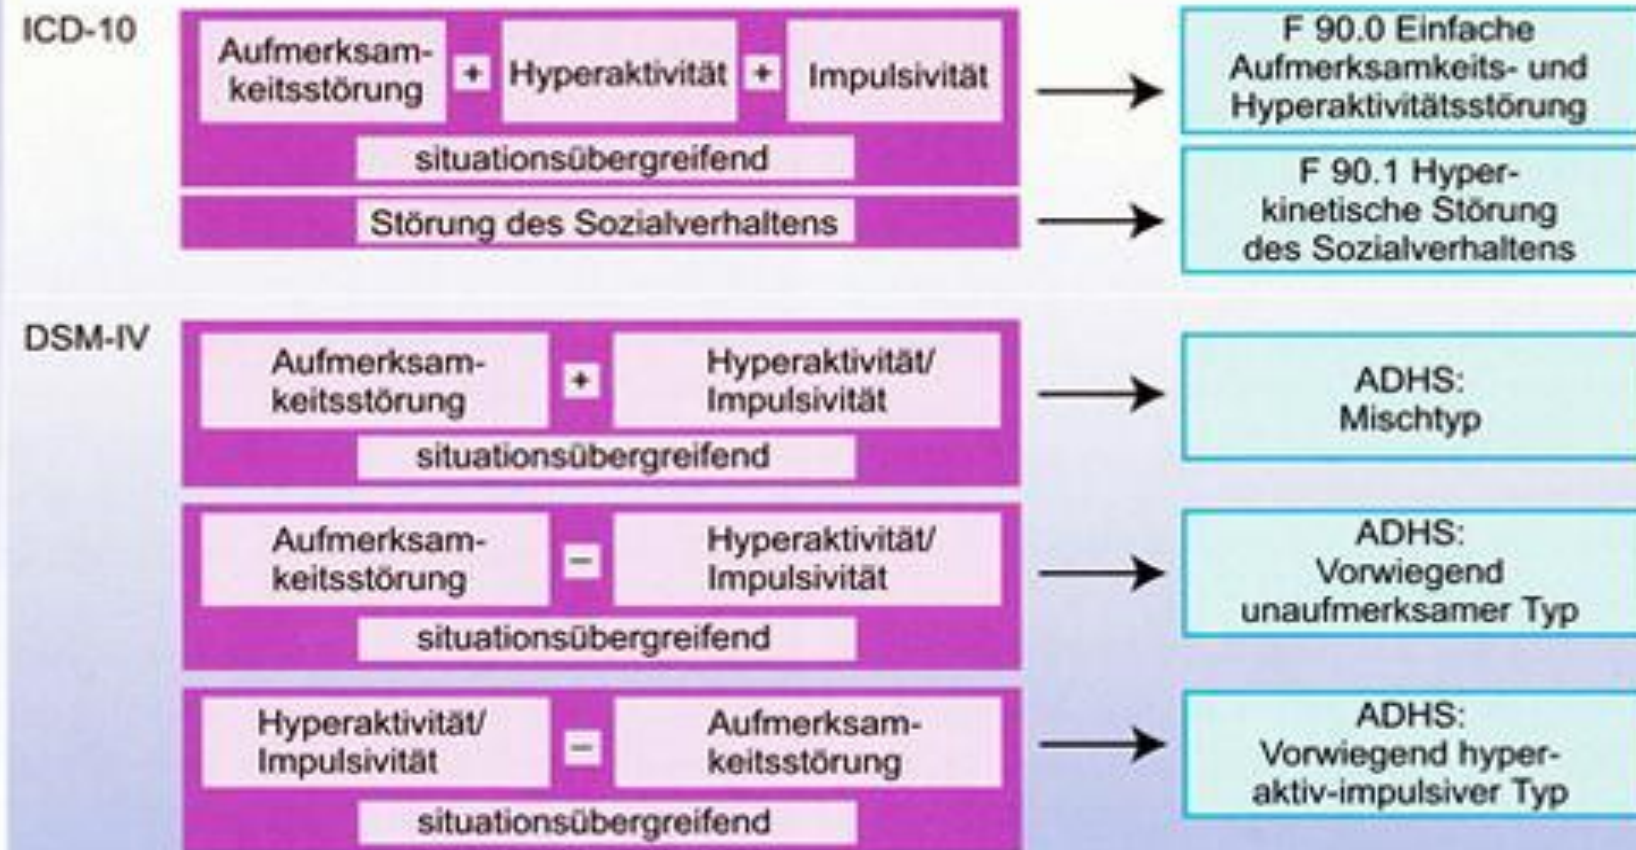 ICD-10
Aufmerksam-
keitsstörung
+
Hyperaktivität
+
Impulsivität
situationsübergreifend
F 90.0 Einfache
Aufmerksamkeits- und
Hyperaktivitätsstörung
Störung des Sozialverhaltens
F 90.1 Hyper-
kinetische Störung
des Sozialverhaltens
DSM-IV
Aufmerksam-
keitsstörung
+
Hyperaktivität/
Impulsivität
situationsübergreifend
ADHS:
Mischtyp
Aufmerksam-
keitsstörung
–
Hyperaktivität/
Impulsivität
situationsübergreifend
ADHS:
Vorwiegend
unaufmerksamer Typ
Hyperaktivität/
Impulsivität
–
Aufmerksam-
keitsstörung
situationsübergreifend
ADHS:
Vorwiegend hyper-
aktiv-impulsiver Typ